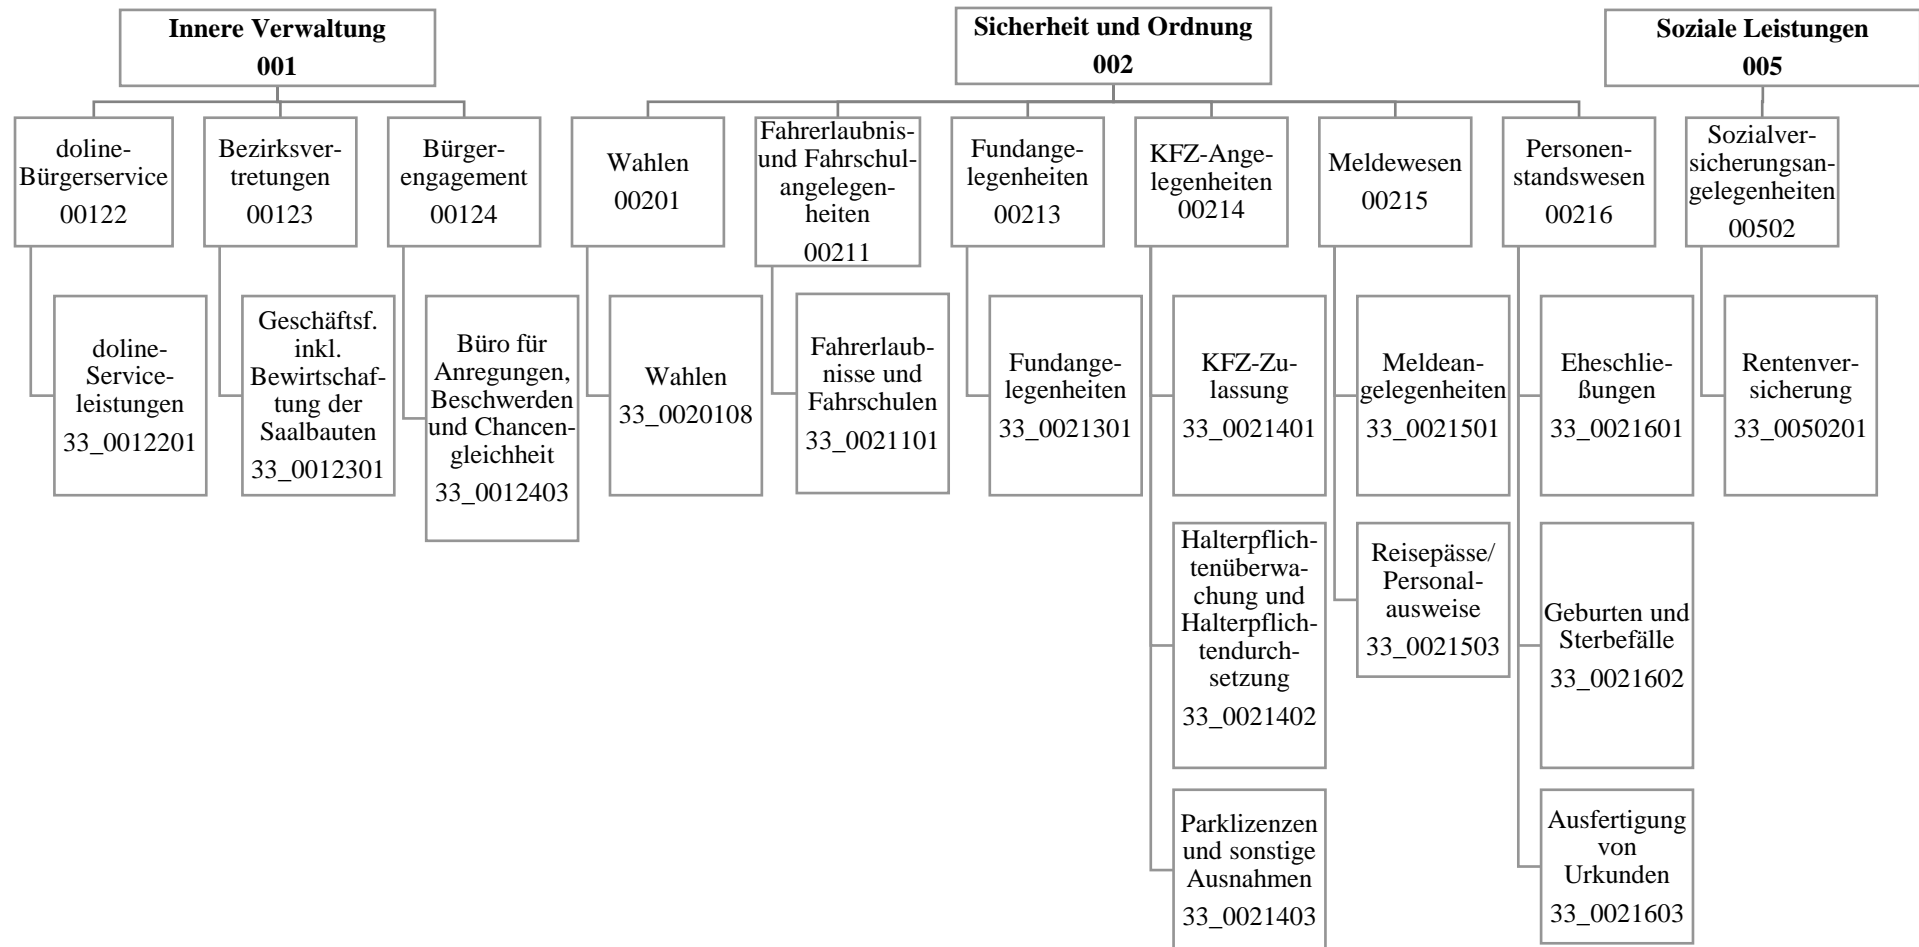 Innere Verwaltung
001
Sicherheit und Ordnung
002
Soziale Leistungen
005
doline-
Bürgerservice
00122
Bezirksver-
tretungen
00123
Bürger-
engagement
00124
Wahlen
00201
Fahrerlaubnis-
und Fahrschul-
angelegen-
heiten
00211
Fundange-
legenheiten
00213
KFZ-Ange-
legenheiten
00214
Meldewesen
00215
Personen-
standswesen
00216
Sozialver-
sicherungsan-
gelegenheiten
00502
doline-
Service-
leistungen
33_0012201
Geschäftsf.
inkl.
Bewirtschaf-
tung der
Saalbauten
33_0012301
Büro für
Anregungen,
Beschwerden
und Chancen-
gleichheit
33_0012403
Wahlen
33_0020108
Fahrerlaub-
nisse und
Fahrschulen
33_0021101
Fundange-
legenheiten
33_0021301
KFZ-Zu-
lassung
33_0021401
Meldean-
gelegenheiten
33_0021501
Eheschlie-
ßungen
33_0021601
Rentenver-
sicherung
33_0050201
Halterpflich-
tenüberwa-
chung und
Halterpflich-
tendurch-
setzung
33_0021402
Reisepässe/
Personal-
ausweise
33_0021503
Geburten und
Sterbefälle
33_0021602
Parklizenzen
und sonstige
Ausnahmen
33_0021403
Ausfertigung
von
Urkunden
33_0021603